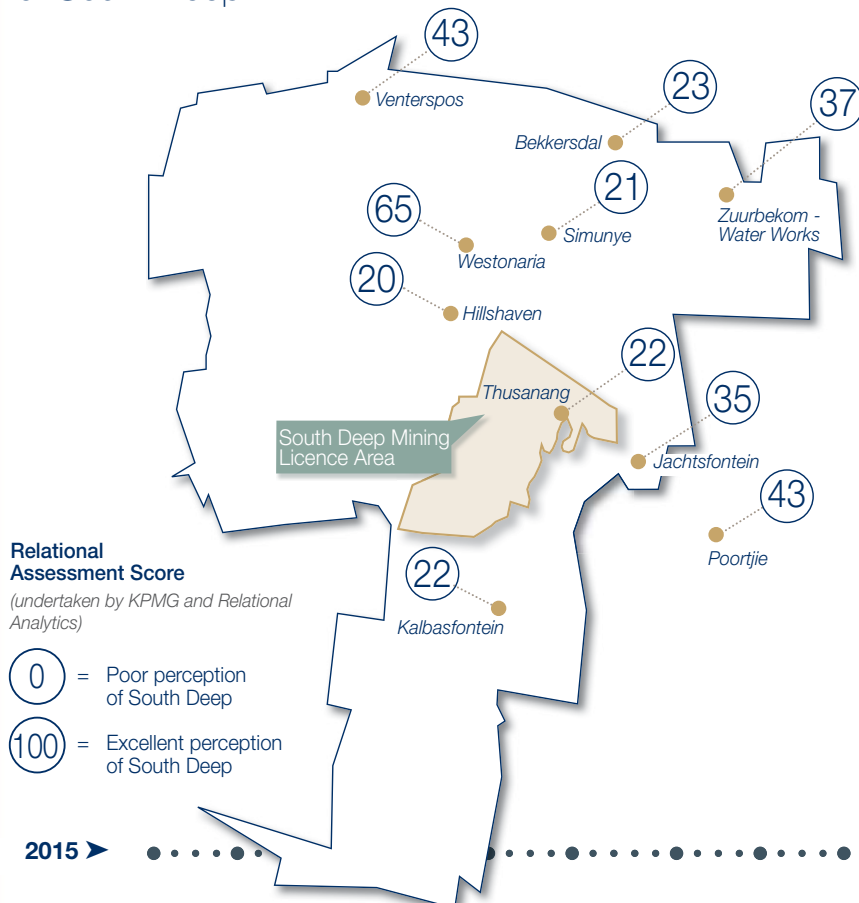 43
Venterspos
23
Bekkersdal
37
Zuurbekom -
Water Works
21
Simunye
65
Westonaria
20
Hillshaven
22
Thusanang
South Deep Mining
Licence Area
35
Jachtsfontein
43
Poortjie
22
Kalbasfontein
Relational
Assessment Score
(undertaken by KPMG and Relational
Analytics)
0 = Poor perception
of South Deep
100 = Excellent perception
of South Deep
2015